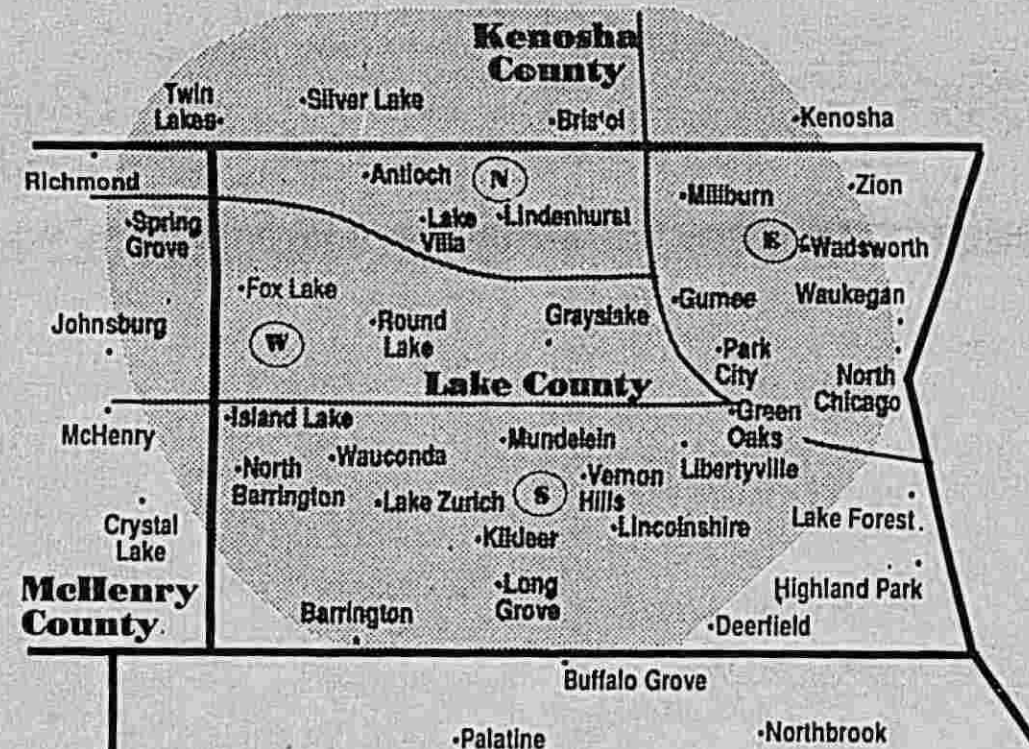 Kenosha
County
Twin
Lakes
Silver Lake
Bristol
Kenosha
Richmond
Antioch
N
Millburn
Zion
Spring
Grove
Lake
Villa
Lindenhurst
E
Wadsworth
Fox Lake
Gurnee
Waukegan
Johnsburg
W
Round
Lake
Grayslake
Park
City
North
Chicago
Lake County
McHenry
Island Lake
Green
Oaks
Mundelein
North
Barrington
Wauconda
Vernon
Hills
Libertyville
Lake Zurich
S
Crystal
Lake
Kildeer
Lincolnshire
Lake Forest
McHenry
County
Long
Grove
Highland Park
Barrington
Deerfield
Buffalo Grove
Palatine
Northbrook